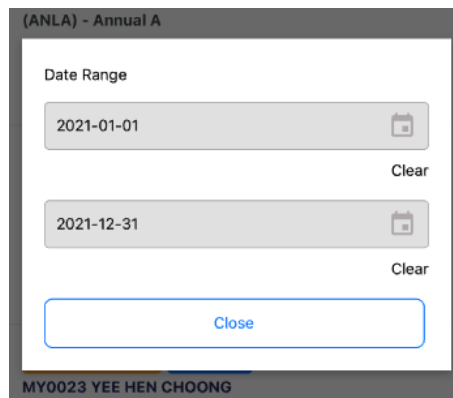 (ANLA) - Annual A
Date Range
2021-01-01
Clear
2021-12-31
Clear
Close
MY0023 YEE HEN CHOONG